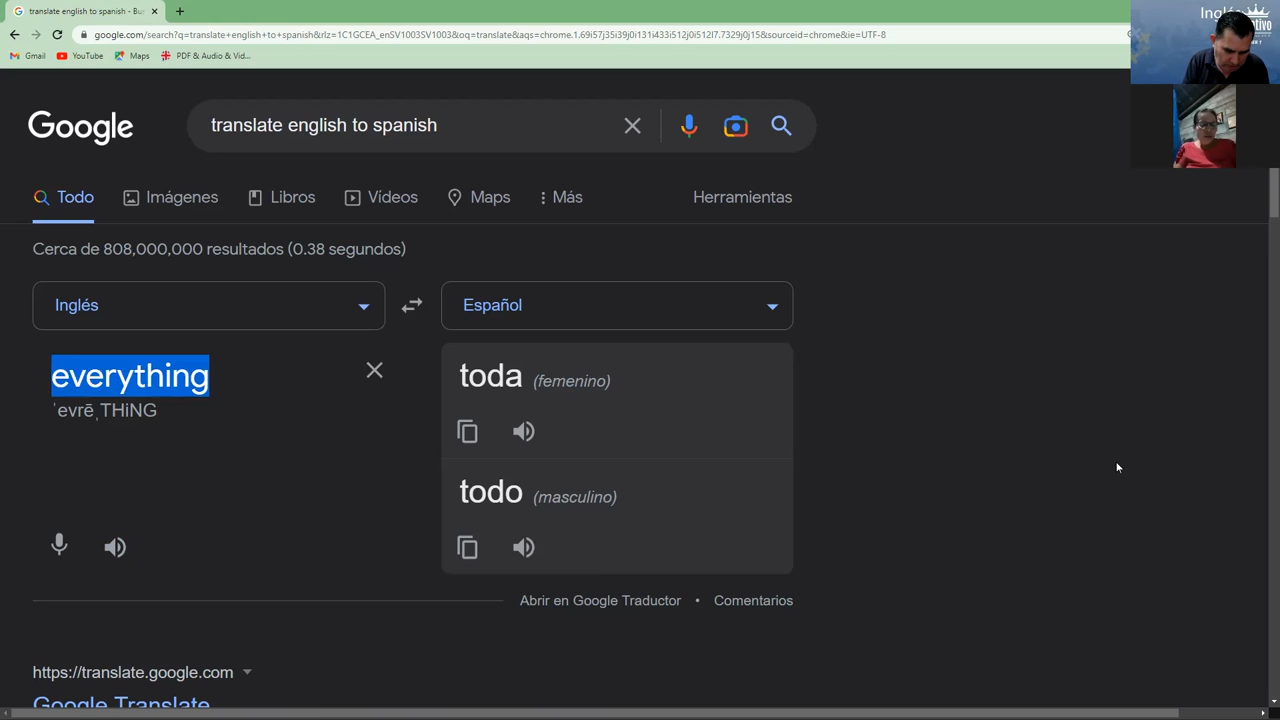 translate english to spanish - Bus
google.com/search?q=translate+english+to+spanish&rlz=1C1GCEA_enSV1003SV1003&oq=translate&aqs=chrome.1.69i57j35i39j0i131i433i512j0i512l7.7329j0j15&sourceid=chrome&ie=UTF-8
Gmail YouTube Maps PDF & Audio & Vid...
Inglés
Google translate english to spanish
Todo Imágenes Libros Vídeos Maps Más Herramientas
Cerca de 808,000,000 resultados (0.38 segundos)
Inglés Español
everything
ˈevrēˌTHiNG
toda (femenino)
todo (masculino)
Abrir en Google Traductor • Comentarios
https://translate.google.com
Google Translate